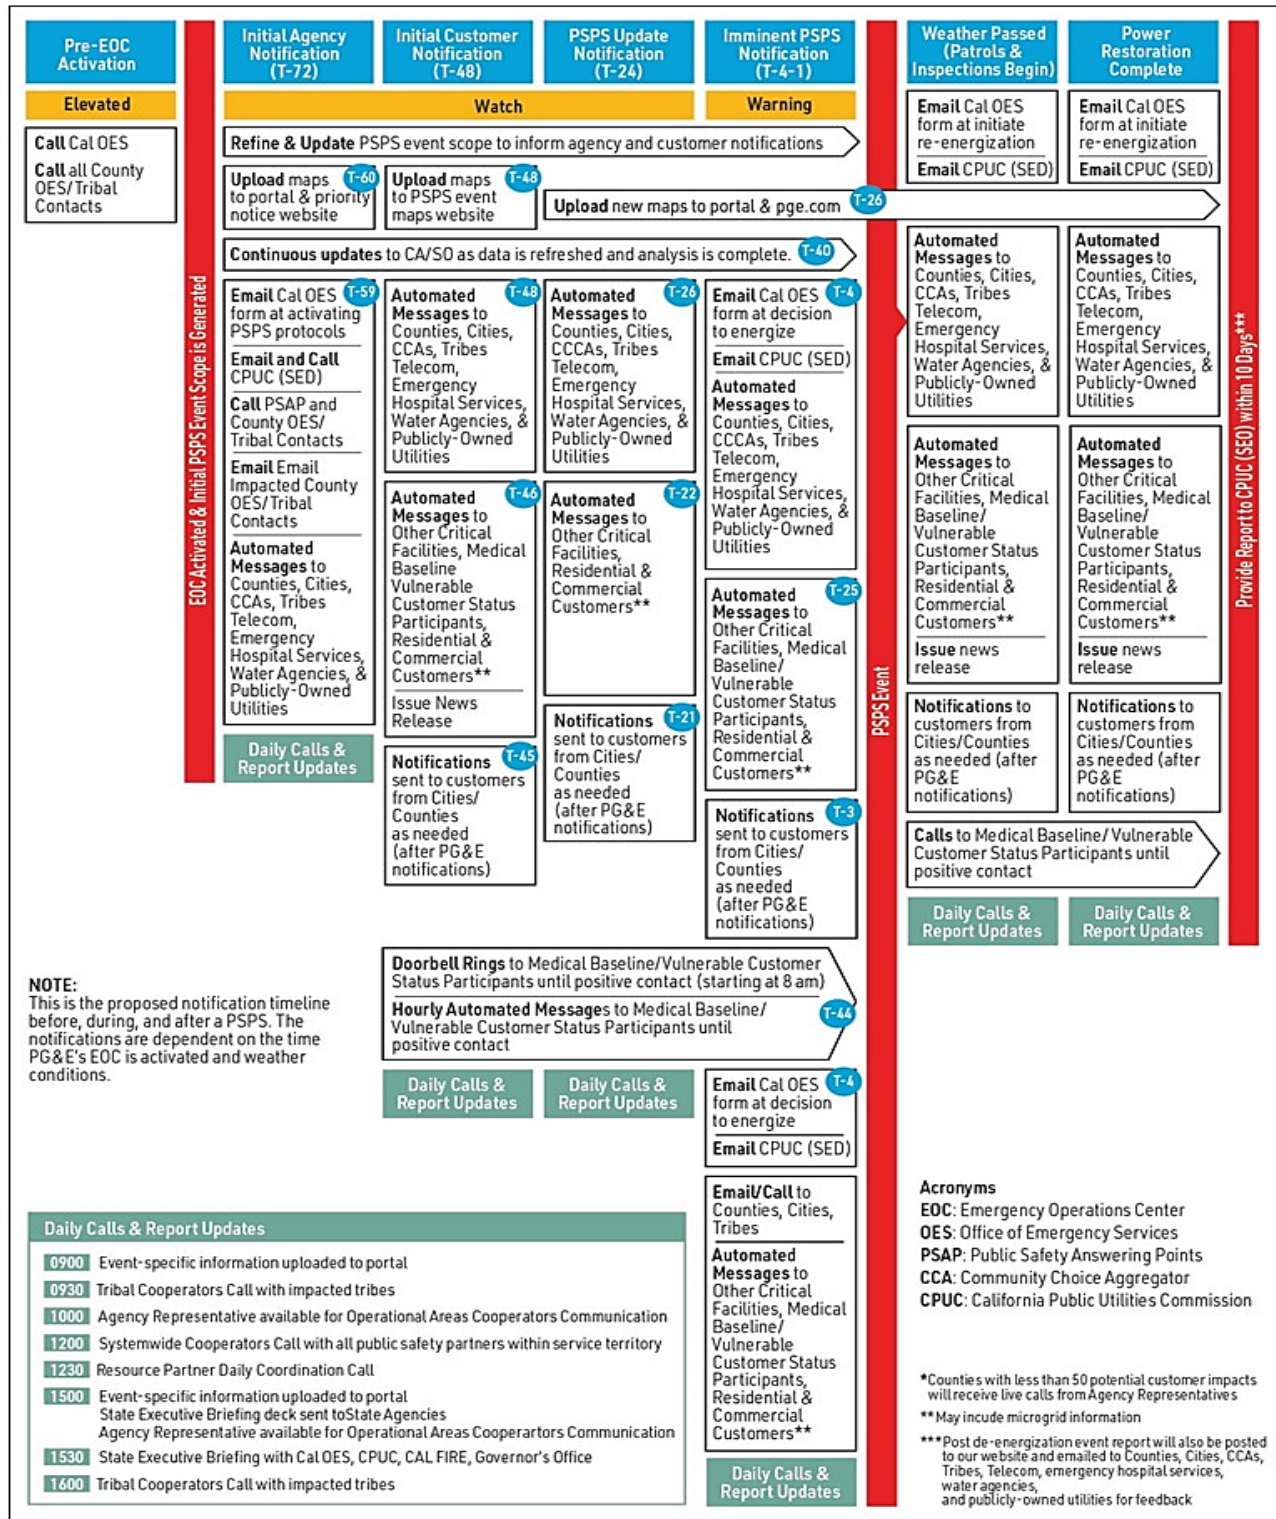 Pre-EOC
Activation
Elevated
Call Cal OES
Call all County
OES/Tribal
Contacts
EOC Activated & Initial PSPS Event Scope is Generated
Initial Agency
Notification
(T-72)
Initial Customer
Notification
(T-48)
PSPS Update
Notification
(T-24)
Imminent PSPS
Notification
(T-4-1)
Weather Passed
(Patrols &
Inspections Begin)
Power
Restoration
Complete
Watch
Warning
Refine & Update PSPS event scope to inform agency and customer notifications
Upload maps
to portal & priority
notice website
T-60
Upload maps
to PSPS event
maps website
T-48
Upload new maps to portal & pge.com
T-26
Continuous updates to CA/SO as data is refreshed and analysis is complete.
T-40
Email Cal OES
form at activating
PSPS protocols
T-59
Email and Call
CPUC (SED)
Call PSAP and
County OES/
Tribal Contacts
Email Email
Impacted County
OES/Tribal
Contacts
Automated
Messages to
Counties, Cities,
CCAs, Tribes
Telecom,
Emergency
Hospital Services,
Water Agencies, &
Publicly-Owned
Utilities
Daily Calls &
Report Updates
Automated
Messages to
Counties, Cities,
CCAs, Tribes
Telecom,
Emergency
Hospital Services,
Water Agencies, &
Publicly-Owned
Utilities
T-48
Automated
Messages to
Other Critical
Facilities, Medical
Baseline
Vulnerable
Customer Status
Participants,
Residential &
Commercial
Customers**
T-46
Issue News
Release
Notifications
sent to customers
from Cities/
Counties
as needed
(after PG&E
notifications)
T-45
Automated
Messages to
Counties, Cities,
CCCAs, Tribes
Telecom,
Emergency
Hospital Services,
Water Agencies, &
Publicly-Owned
Utilities
T-26
Automated
Messages to
Other Critical
Facilities,
Residential &
Commercial
Customers**
T-22
Notifications
sent to customers
from Cities/
Counties
as needed
(after PG&E
notifications)
T-21
Email Cal OES
form at decision
to energize
T-4
Email CPUC (SED)
Automated
Messages to
Counties, Cities,
CCCAs, Tribes
Telecom,
Emergency
Hospital Services,
Water Agencies, &
Publicly-Owned
Utilities
Automated
Messages to
Other Critical
Facilities, Medical
Baseline/
Vulnerable
Customer Status
Participants,
Residential &
Commercial
Customers**
T-25
Notifications
sent to customers
from Cities/
Counties
as needed
(after PG&E
notifications)
T-3
Doorbell Rings to Medical Baseline/Vulnerable Customer
Status Participants until positive contact (starting at 8 am)
Hourly Automated Messages to Medical Baseline/
Vulnerable Customer Status Participants until
positive contact
T-44
Daily Calls &
Report Updates
Daily Calls &
Report Updates
Email Cal OES
form at decision
to energize
T-4
Email CPUC (SED)
Email/Call to
Counties, Cities,
Tribes
Automated
Messages to
Other Critical
Facilities, Medical
Baseline/
Vulnerable
Customer Status
Participants,
Residential &
Commercial
Customers**
Daily Calls &
Report Updates
PSPS Event
Email Cal OES
form at initiate
re-energization
Email CPUC (SED)
Automated
Messages to
Counties, Cities,
CCAs, Tribes
Telecom,
Emergency
Hospital Services,
Water Agencies, &
Publicly-Owned
Utilities
Automated
Messages to
Other Critical
Facilities, Medical
Baseline/
Vulnerable
Customer Status
Participants,
Residential &
Commercial
Customers**
Issue news
release
Notifications to
customers from
Cities/Counties
as needed (after
PG&E
notifications)
Email Cal OES
form at initiate
re-energization
Email CPUC (SED)
Automated
Messages to
Counties, Cities,
CCAs, Tribes
Telecom,
Emergency
Hospital Services,
Water Agencies, &
Publicly-Owned
Utilities
Automated
Messages to
Other Critical
Facilities, Medical
Baseline/
Vulnerable
Customer Status
Participants,
Residential &
Commercial
Customers**
Issue news
release
Notifications to
customers from
Cities/Counties
as needed (after
PG&E
notifications)
Calls to Medical Baseline/Vulnerable
Customer Status Participants until
positive contact
Daily Calls &
Report Updates
Daily Calls &
Report Updates
Provide Report to CPUC (SEO) within 10 Days***
NOTE:
This is the proposed notification timeline
before, during, and after a PSPS. The
notifications are dependent on the time
PG&E's EOC is activated and weather
conditions.
Daily Calls & Report Updates
0900 Event-specific information uploaded to portal
0930 Tribal Cooperators Call with impacted tribes
1000 Agency Representative available for Operational Areas Cooperators Communication
1200 Systemwide Cooperators Call with all public safety partners within service territory
1230 Resource Partner Daily Coordination Call
1500 Event-specific information uploaded to portal
State Executive Briefing deck sent toState Agencies
Agency Representative available for Operational Areas Cooperartors Communication
1530 State Executive Briefing with Cal OES, CPUC, CAL FIRE, Governor's Office
1600 Tribal Cooperators Call with impacted tribes
Acronyms
EOC: Emergency Operations Center
OES: Office of Emergency Services
PSAP: Public Safety Answering Points
CCA: Community Choice Aggregator
CPUC: California Public Utilities Commission
*Counties with less than 50 potential customer impacts
will receive live calls from Agency Representatives
**May incude microgrid information
***Post de-energization event report will also be posted
to our website and emailed to Counties, Cities, CCAs,
Tribes, Telecom, emergency hospital services,
water agencies,
and publicly-owned utilities for feedback